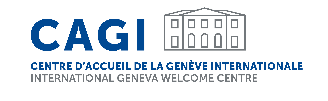 CAGI
CENTRE D'ACCUEIL DE LA GENÈVE INTERNATIONALE
INTERNATIONAL GENEVA WELCOME CENTRE